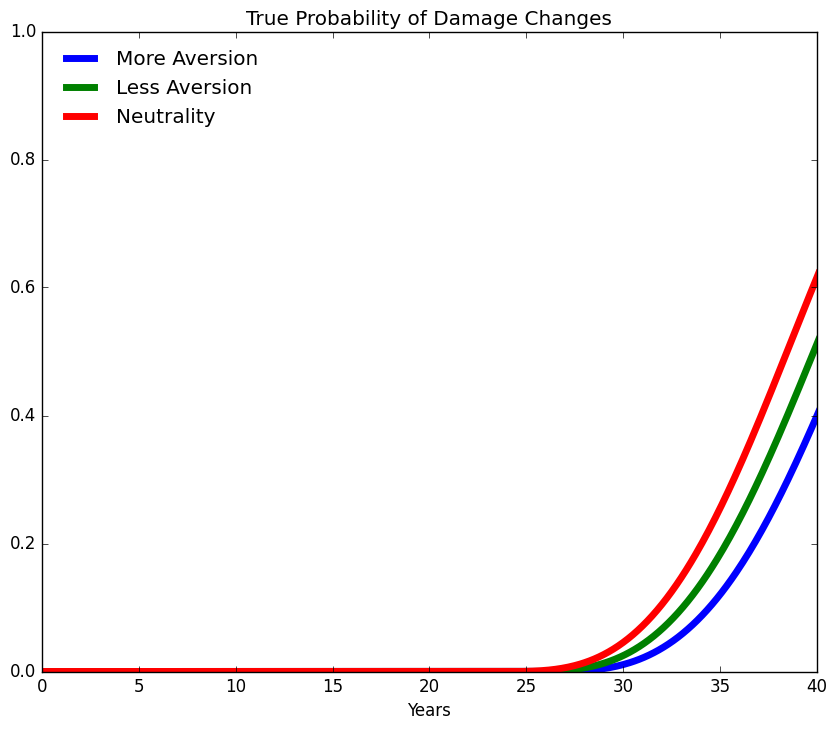 True Probability of Damage Changes
1.0
More Aversion
Less Aversion
Neutrality
0.8
0.6
0.4
0.2
0.0
0 5 10 15 20 25 30 35 40
Years